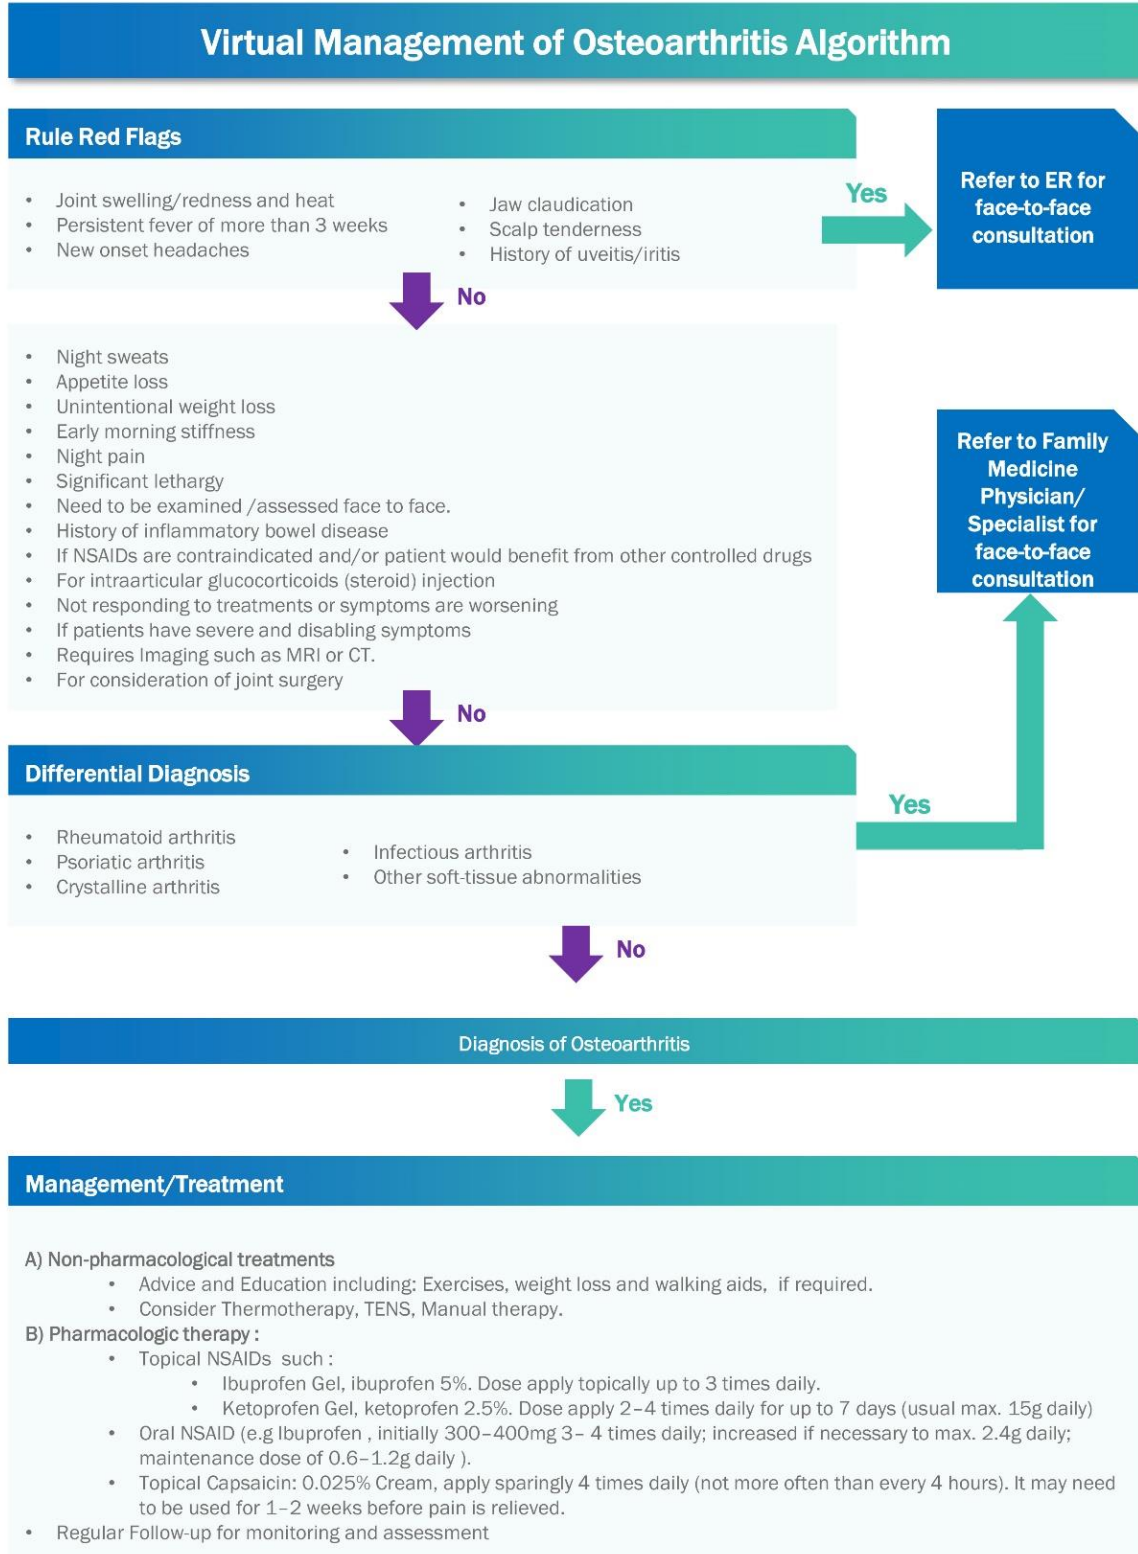 Virtual Management of Osteoarthritis Algorithm
Rule Red Flags
• Joint swelling/redness and heat
• Persistent fever of more than 3 weeks
• New onset headaches
• Jaw claudication
• Scalp tenderness
• History of uveitis/iritis
Yes
Refer to ER for
face-to-face
consultation
No
• Night sweats
• Appetite loss
• Unintentional weight loss
• Early morning stiffness
• Night pain
• Significant lethargy
• Need to be examined /assessed face to face.
• History of inflammatory bowel disease
• If NSAIDs are contraindicated and/or patient would benefit from other controlled drugs
• For intraarticular glucocorticoids (steroid) injection
• Not responding to treatments or symptoms are worsening
• If patients have severe and disabling symptoms
• Requires Imaging such as MRI or CT.
• For consideration of joint surgery
Refer to Family
Medicine
Physician/
Specialist for
face-to-face
consultation
No
Differential Diagnosis
• Rheumatoid arthritis
• Psoriatic arthritis
• Crystalline arthritis
• Infectious arthritis
• Other soft-tissue abnormalities
Yes
No
Diagnosis of Osteoarthritis
Yes
Management/Treatment
A) Non-pharmacological treatments
• Advice and Education including: Exercises, weight loss and walking aids, if required.
• Consider Thermotherapy, TENS, Manual therapy.
B) Pharmacologic therapy :
• Topical NSAIDs such :
• Ibuprofen Gel, ibuprofen 5%. Dose apply topically up to 3 times daily.
• Ketoprofen Gel, ketoprofen 2.5%. Dose apply 2–4 times daily for up to 7 days (usual max. 15g daily)
• Oral NSAID (e.g Ibuprofen , initially 300–400mg 3– 4 times daily; increased if necessary to max. 2.4g daily;
maintenance dose of 0.6–1.2g daily ).
• Topical Capsaicin: 0.025% Cream, apply sparingly 4 times daily (not more often than every 4 hours). It may need
to be used for 1–2 weeks before pain is relieved.
• Regular Follow-up for monitoring and assessment